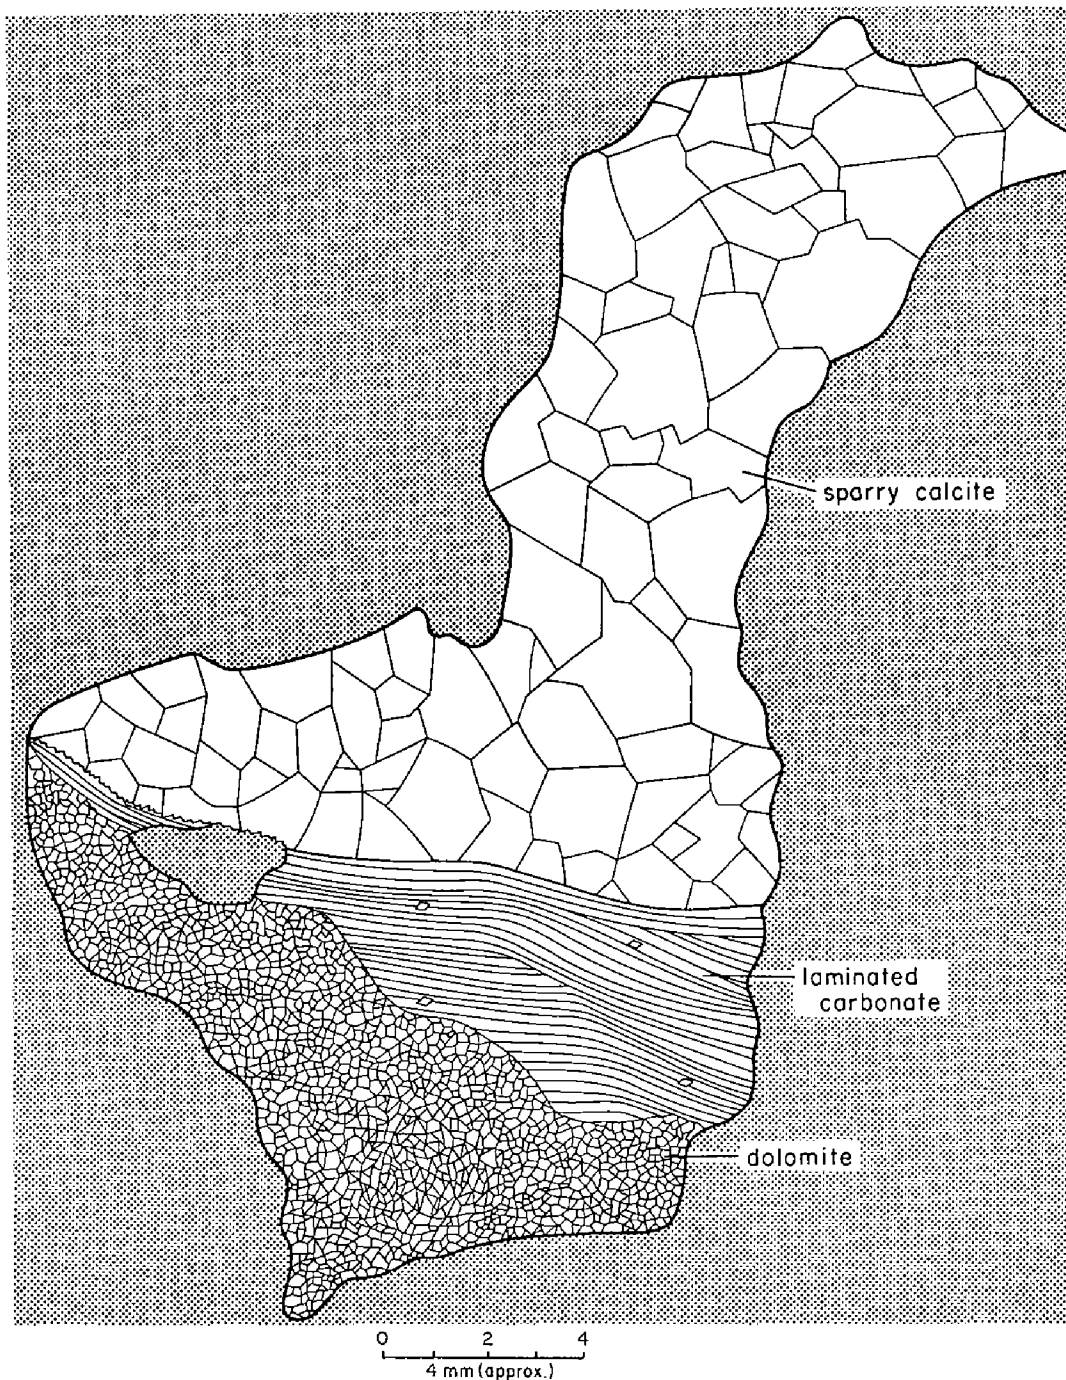 sparry calcite
laminated
carbonate
dolomite
0 2 4
4 mm (approx.)